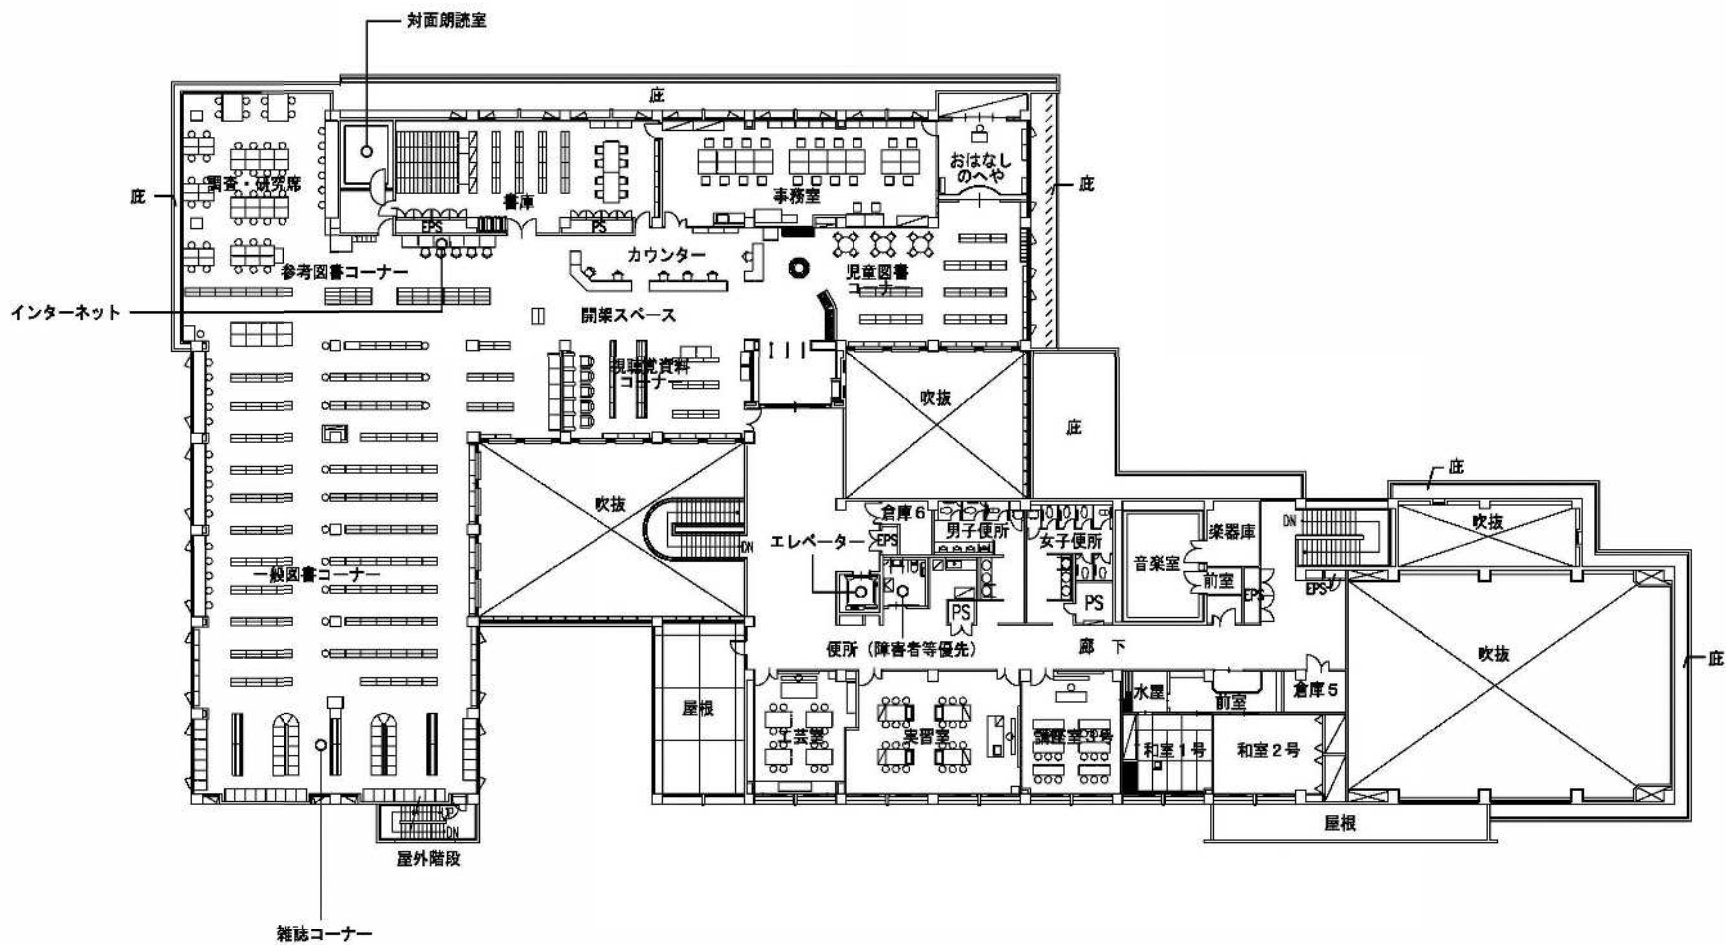 対面朗読室
庇
おはなし
のへや
調査・研究席
庇
庇
書庫
事務室
EPS
PS
カウンター
参考図書コーナー
児童図書
コーナー
インターネット
開架スペース
視聴覚資料
コーナー
吹抜
庇
庇
吹抜
倉庫6
男子便所
女子便所
楽器庫
DN
吹抜
エレベーター
EPS
DN
音楽室
一般図書コーナー
前室
EPS
EPS
PS
PS
便所（障害者等優先）
廊 下
吹抜
庇
屋根
水屋
前室
倉庫5
工芸室
実習室
講座室3号
和室1号
和室2号
屋根
DN
屋外階段
雑誌コーナー